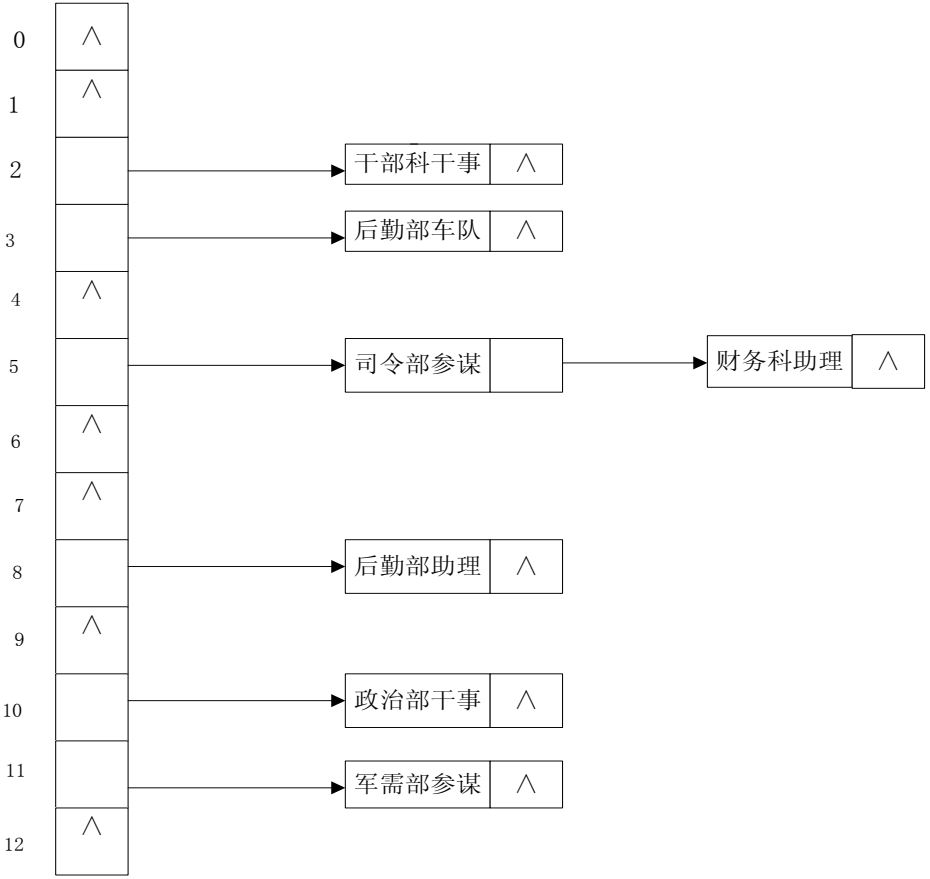 0 ∧
1 ∧
2 干部科干事 ∧
3 后勤部车队 ∧
4 ∧
5 司令部参谋 财务科助理 ∧
6 ∧
7 ∧
8 后勤部助理 ∧
9 ∧
10 政治部干事 ∧
11 军需部参谋 ∧
12 ∧